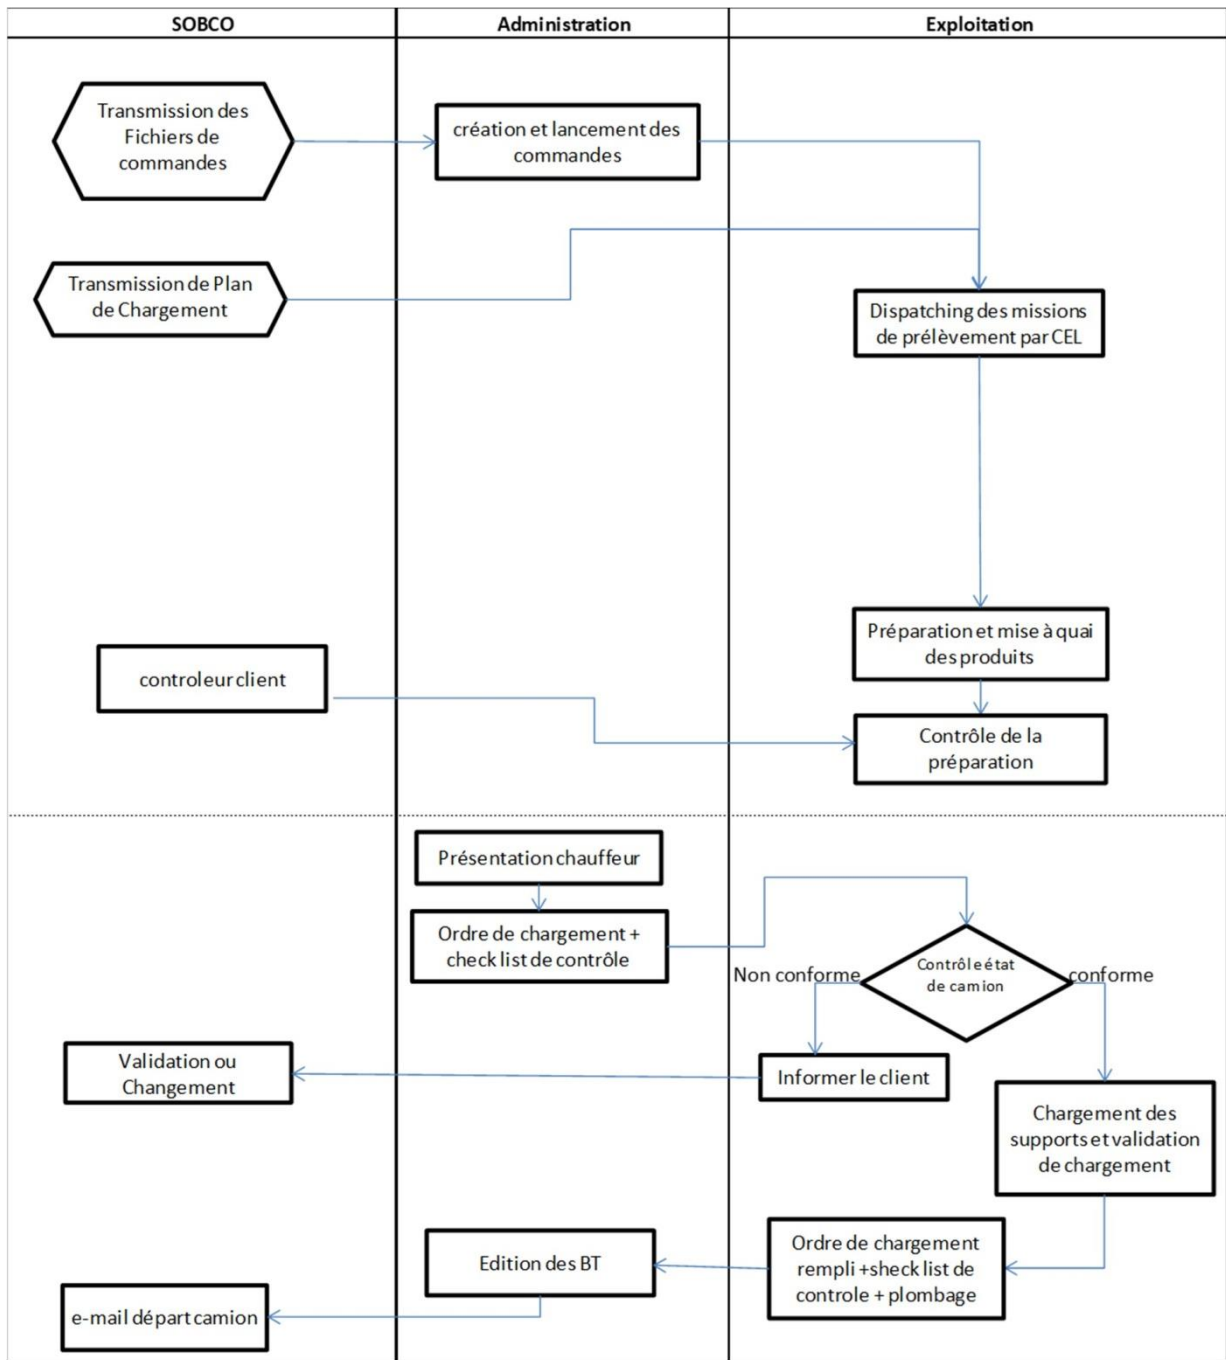 SOBCO
Administration
Exploitation
Transmission des
Fichiers de
commandes
création et lancement des
commandes
Transmission de Plan
de Chargement
Dispatching des missions
de prélèvement par CEL
Préparation et mise à quai
des produits
controleur client
Contrôle de la
préparation
Présentation chauffeur
Ordre de chargement +
check list de contrôle
Contrôle état
de camion
Non conforme
conforme
Validation ou
Changement
Informer le client
Chargement des
supports et validation
de chargement
Ordre de chargement
rempli +sheck list de
controle + plombage
Edition des BT
e-mail départ camion